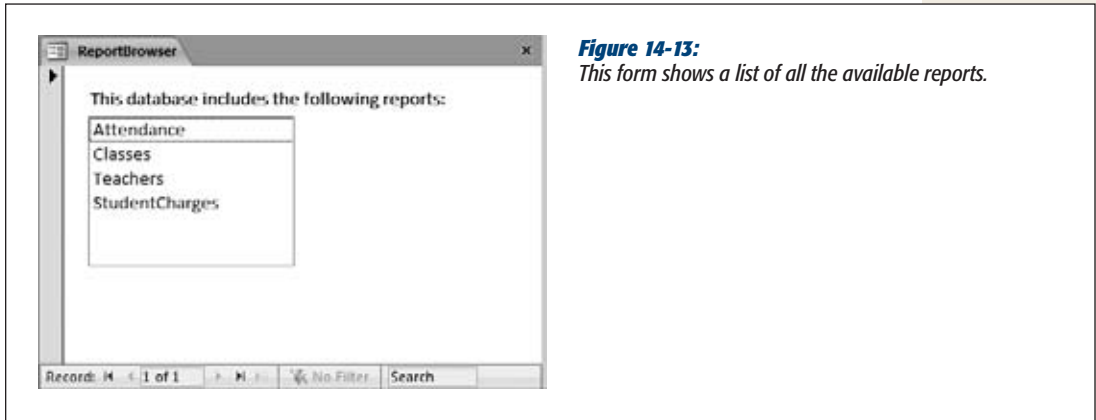 ReportBrowser
×
This database includes the following reports:
Attendance
Classes
Teachers
StudentCharges
Record: 1 of 1 No Filter Search
Figure 14-13:
This form shows a list of all the available reports.